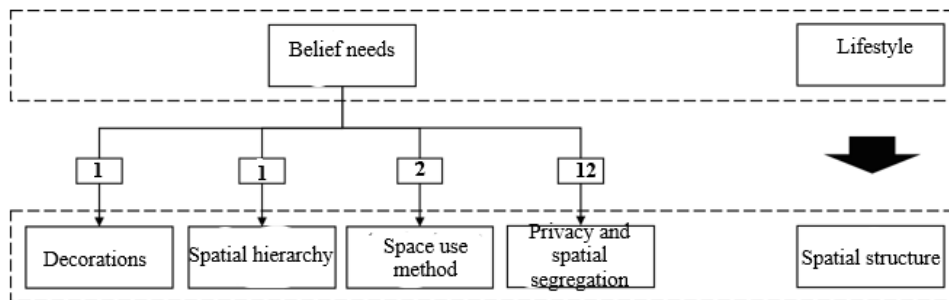 Belief needs
Lifestyle
1
1
2
12
Decorations
Spatial hierarchy
Space use
method
Privacy and
spatial
segregation
Spatial structure